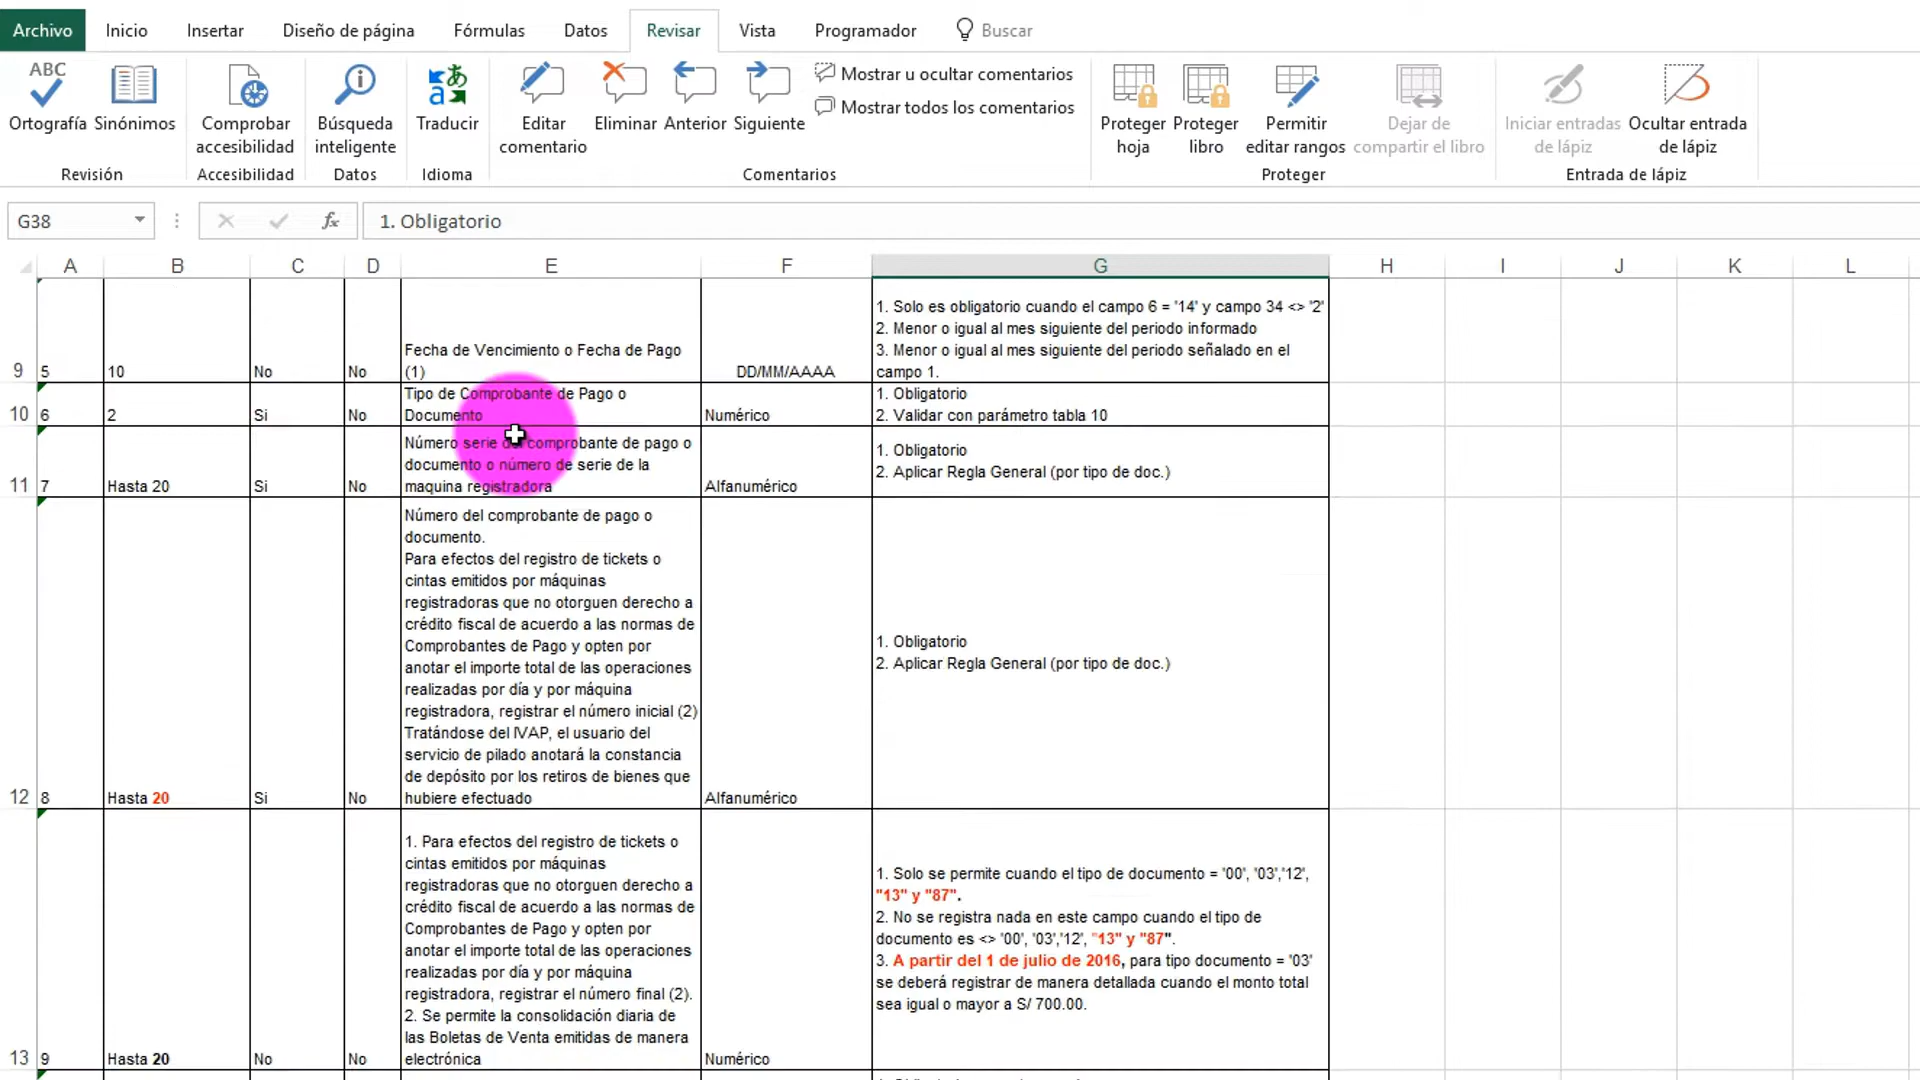 Archivo Inicio Insertar Diseño de página Fórmulas Datos Revisar Vista Programador Buscar
ABC
Ortografía Sinónimos
Comprobar
accesibilidad
Búsqueda
inteligente
Traducir
Editar
comentario
Eliminar Anterior Siguiente
Mostrar u ocultar comentarios
Mostrar todos los comentarios
Proteger
hoja
Proteger
libro
Permitir
editar rangos
Dejar de
compartir el libro
Iniciar entradas
de lápiz
Ocultar entrada
de lápiz
Revisión Accesibilidad Datos Idioma Comentarios Proteger Entrada de lápiz
G38 fx 1. Obligatorio
A B C D E F G H I J K L
9 5 10 No No
Fecha de Vencimiento o Fecha de Pago
(1)
DD/MM/AAAA
1. Solo es obligatorio cuando el campo 6 = '14' y campo 34 <> '2'
2. Menor o igual al mes siguiente del periodo informado
3. Menor o igual al mes siguiente del periodo señalado en el
campo 1.
10 6 2 Si No
Tipo de Comprobante de Pago o
Documento
Numérico
1. Obligatorio
2. Validar con parámetro tabla 10
11 7 Hasta 20 Si No
Número serie del comprobante de pago o
documento o número de serie de la
maquina registradora
Alfanumérico
1. Obligatorio
2. Aplicar Regla General (por tipo de doc.)
12 8 Hasta 20 Si No
Número del comprobante de pago o
documento.
Para efectos del registro de tickets o
cintas emitidos por máquinas
registradoras que no otorguen derecho a
crédito fiscal de acuerdo a las normas de
Comprobantes de Pago y opten por
anotar el importe total de las operaciones
realizadas por día y por máquina
registradora, registrar el número inicial (2)
Tratándose del IVAP, el usuario del
servicio de pilado anotará la constancia
de depósito por los retiros de bienes que
hubiere efectuado
Alfanumérico
1. Obligatorio
2. Aplicar Regla General (por tipo de doc.)
13 9 Hasta 20 No No
1. Para efectos del registro de tickets o
cintas emitidos por máquinas
registradoras que no otorguen derecho a
crédito fiscal de acuerdo a las normas de
Comprobantes de Pago y opten por
anotar el importe total de las operaciones
realizadas por día y por máquina
registradora, registrar el número final (2).
2. Se permite la consolidación diaria de
las Boletas de Venta emitidas de manera
electrónica
Numérico
1. Solo se permite cuando el tipo de documento = '00', '03','12',
"13" y "87".
2. No se registra nada en este campo cuando el tipo de
documento es <> '00', '03','12', "13" y "87".
3. A partir del 1 de julio de 2016, para tipo documento = '03'
se deberá registrar de manera detallada cuando el monto total
sea igual o mayor a S/ 700.00.